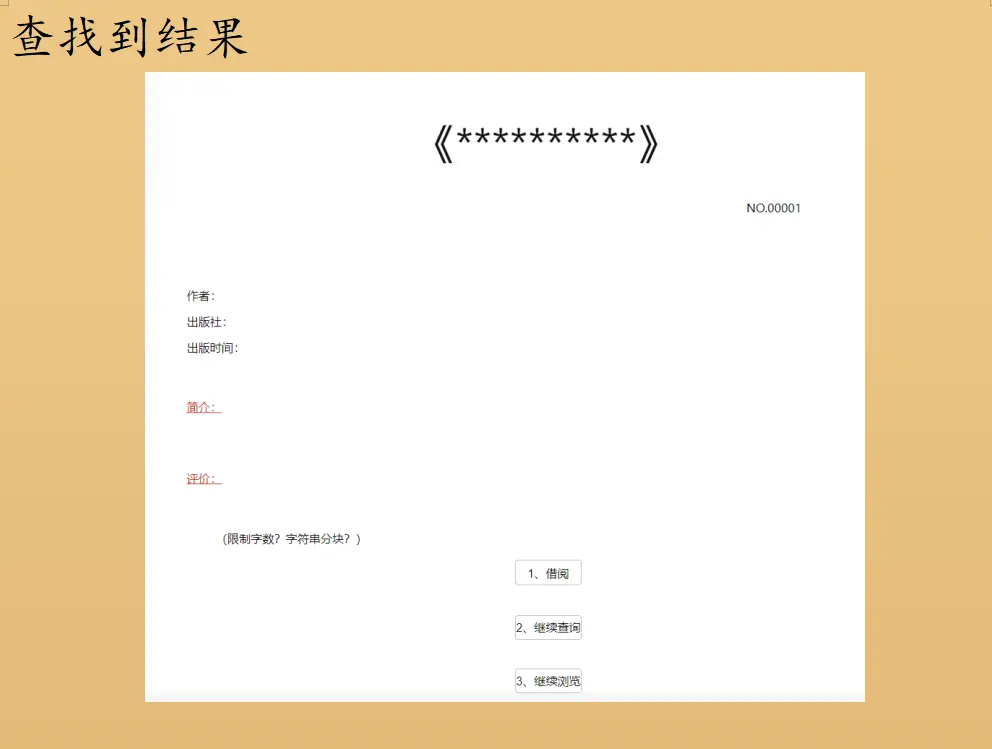 查找到结果
《**********》
NO.00001
作者：
出版社：
出版时间：
简介：
评价：
（限制字数？字符串分块？）
1、借阅
2、继续查询
3、继续浏览